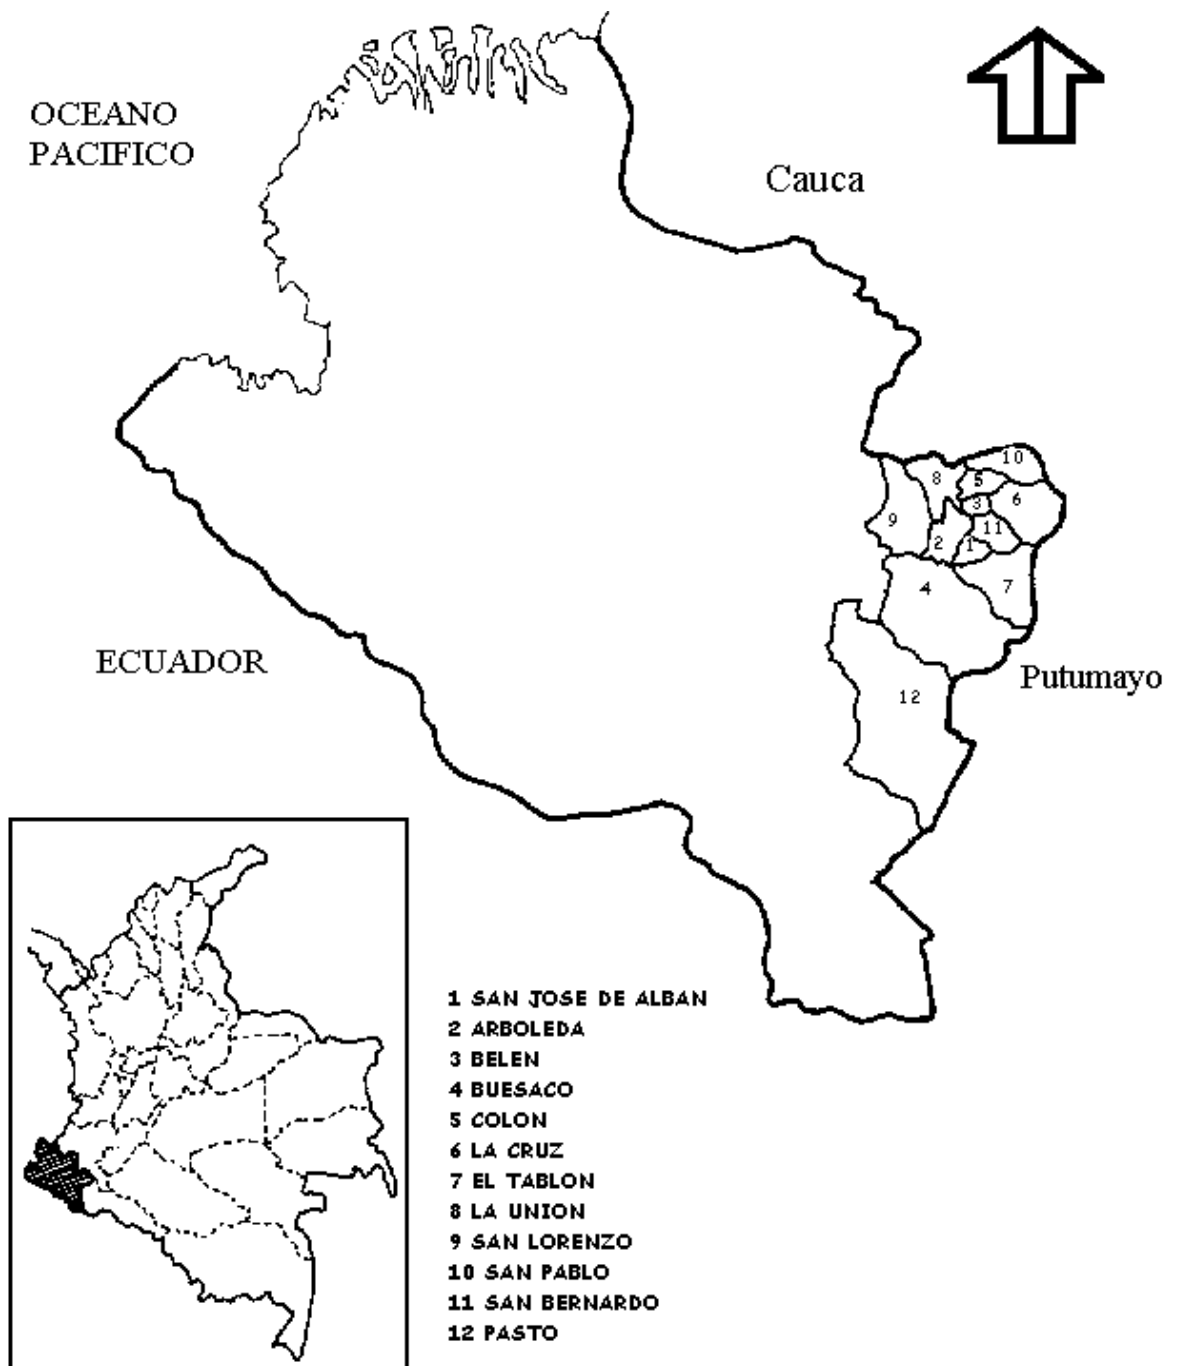 OCEANO
PACIFICO
Cauca
10
8
5
6
3
9
11
2
1
4
7
ECUADOR
Putumayo
12
1 SAN JOSE DE ALBAN
2 ARBOLEDA
3 BELEN
4 BUESACO
5 COLON
6 LA CRUZ
7 EL TABLON
8 LA UNION
9 SAN LORENZO
10 SAN PABLO
11 SAN BERNARDO
12 PASTO